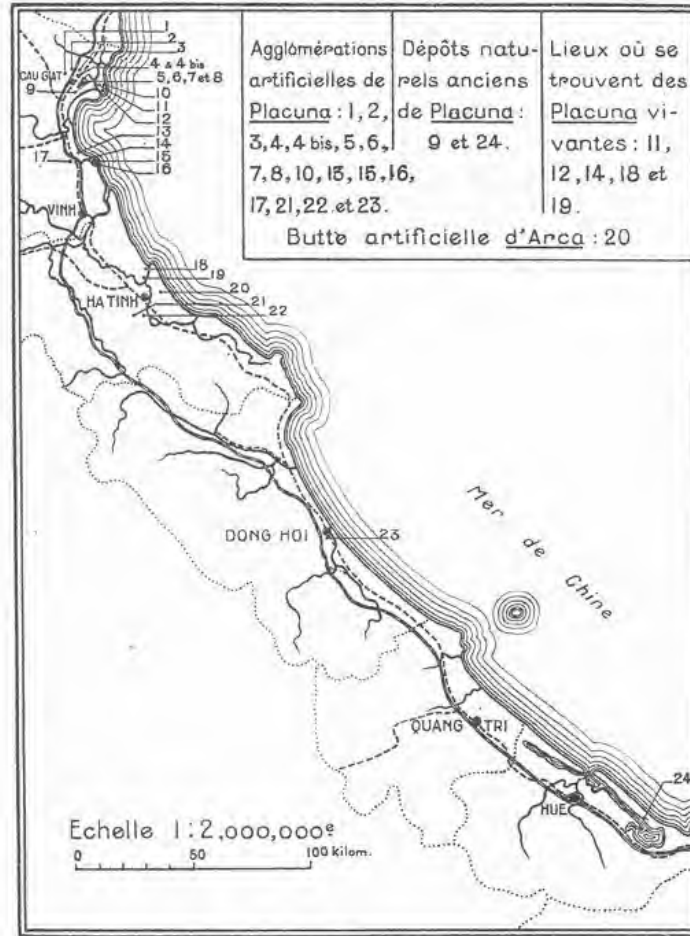 1
2
3
4 & 4 bis
CAU GIAT
5,6,7 et 8
9
10
11
12
13
14
17
15
16
VINH
18
19
20
HA TINH
21
22
Agglomérations
artificielles de
Placuna : 1, 2,
3,4,4 bis,5,6,
7,8,10,13,15,16,
17,21,22 et 23.
Dépôts natu-
rels anciens
de Placuna :
9 et 24.
Lieux où se
trouvent des
Placuna vi-
vantes : 11,
12,14,18 et
19.
Butte artificielle d'Arca : 20
Mer de Chine
DONG HOI
23
QUANG TRI
24
HUE
Echelle 1:2,000,000e
0 50 100 Kilom.